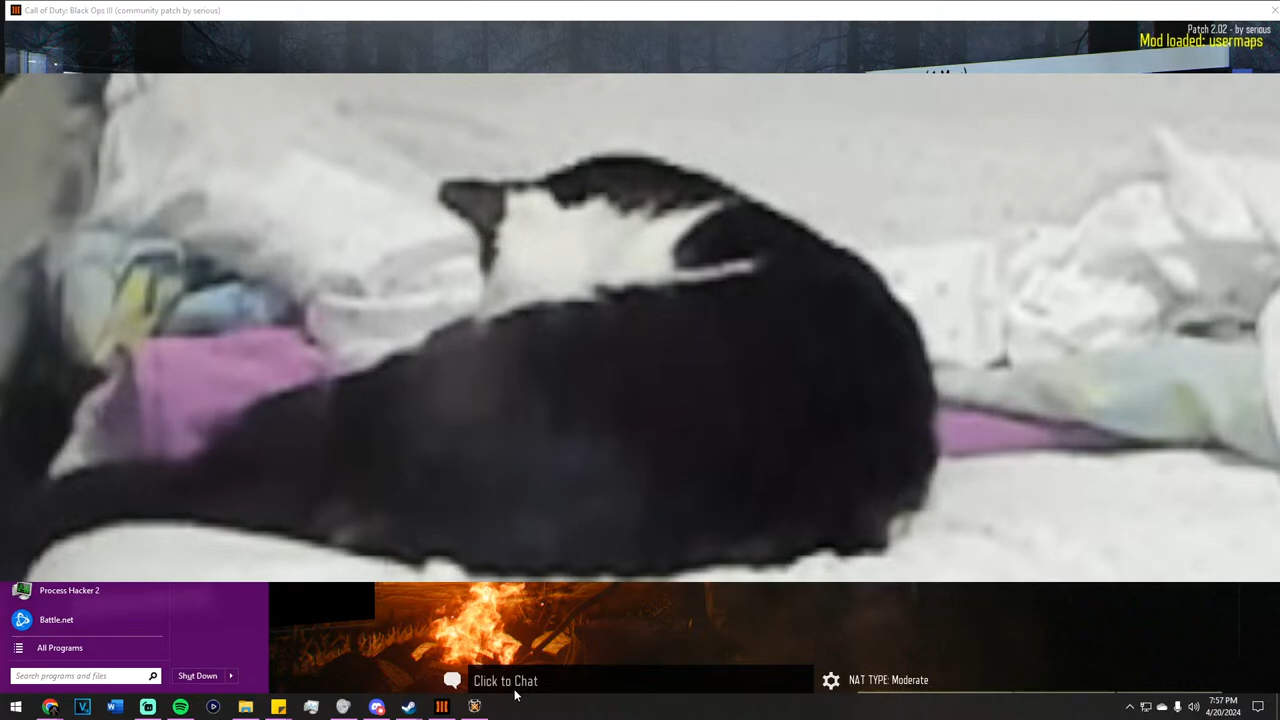 Call of Duty: Black Ops III (community patch by serious)
Patch 2.02 - by serious
Mod loaded: usermaps
Process Hacker 2
Battle.net
All Programs
Search programs and files
Shut Down
Click to Chat
NAT TYPE: Moderate
7:57 PM
4/20/2024